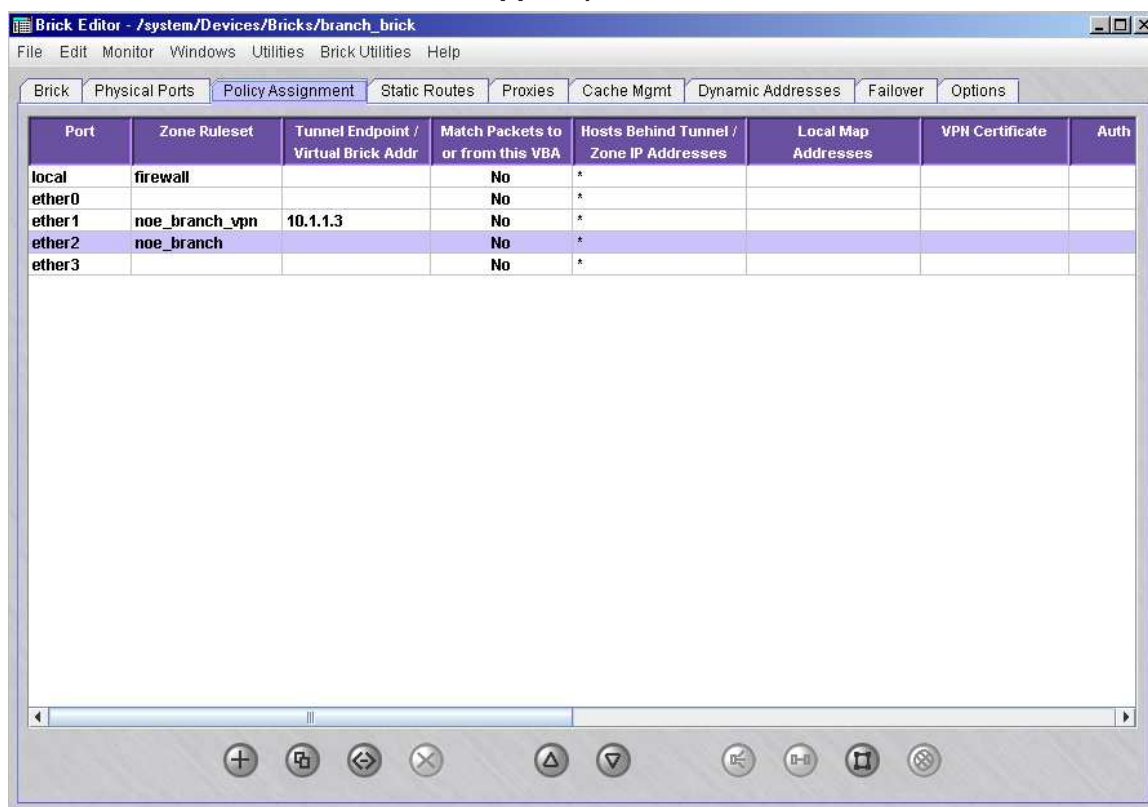 Brick Editor - /system/Devices/Bricks/branch_brick
File Edit Monitor Windows Utilities Brick Utilities Help
Brick Physical Ports Policy Assignment Static Routes Proxies Cache Mgmt Dynamic Addresses Failover Options
Port Zone Ruleset Tunnel Endpoint / Virtual Brick Addr Match Packets to or from this VBA Hosts Behind Tunnel / Zone IP Addresses Local Map Addresses VPN Certificate Auth
local firewall No *
ether0 No *
ether1 noe_branch_vpn 10.1.1.3 No *
ether2 noe_branch No *
ether3 No *